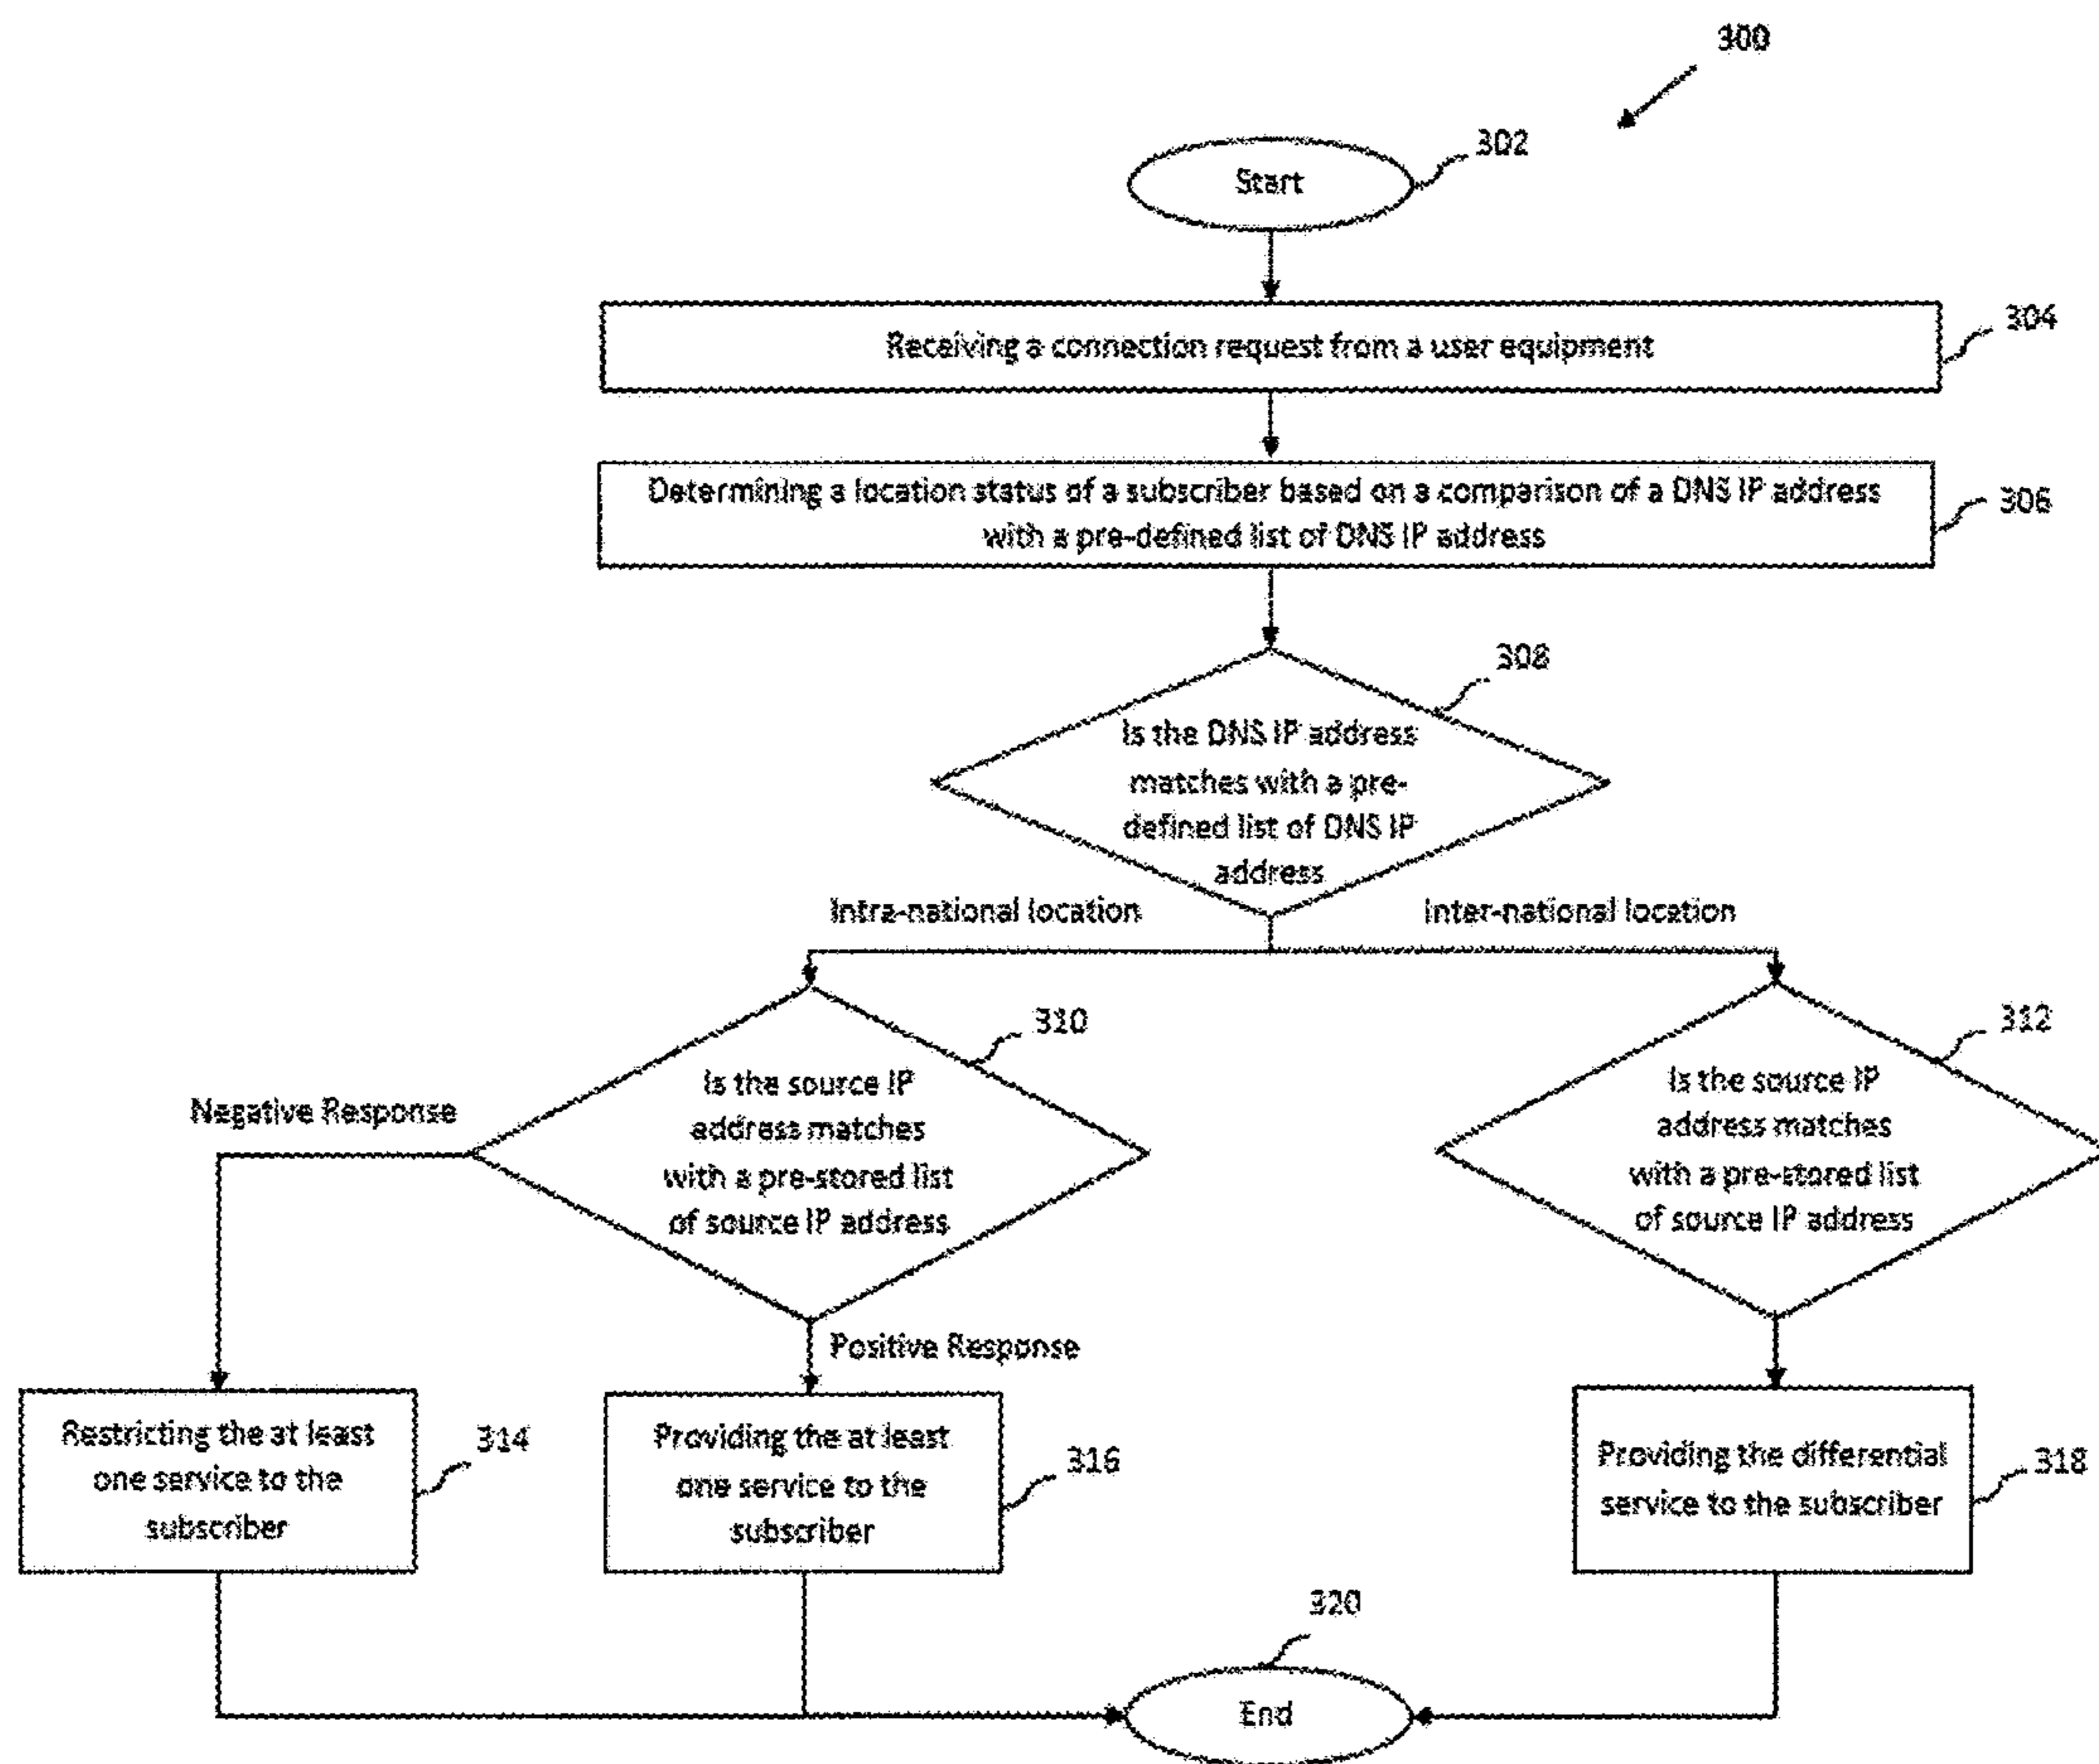 300
302
Start
304
Receiving a connection request from a user equipment
306
Determining a location status of a subscriber based on a comparison of a DNS IP address
with a pre-defined list of DNS IP address
308
Is the DNS IP address
matches with a pre-
defined list of DNS IP
address
Intra-national location
Inter-national location
310
312
Negative Response
Is the source IP
address matches
with a pre-stored list
of source IP address
Is the source IP
address matches
with a pre-stored list
of source IP address
Positive Response
Restricting the at least
one service to the
subscriber
314
Providing the at least
one service to the
subscriber
316
Providing the differential
service to the subscriber
318
320
End